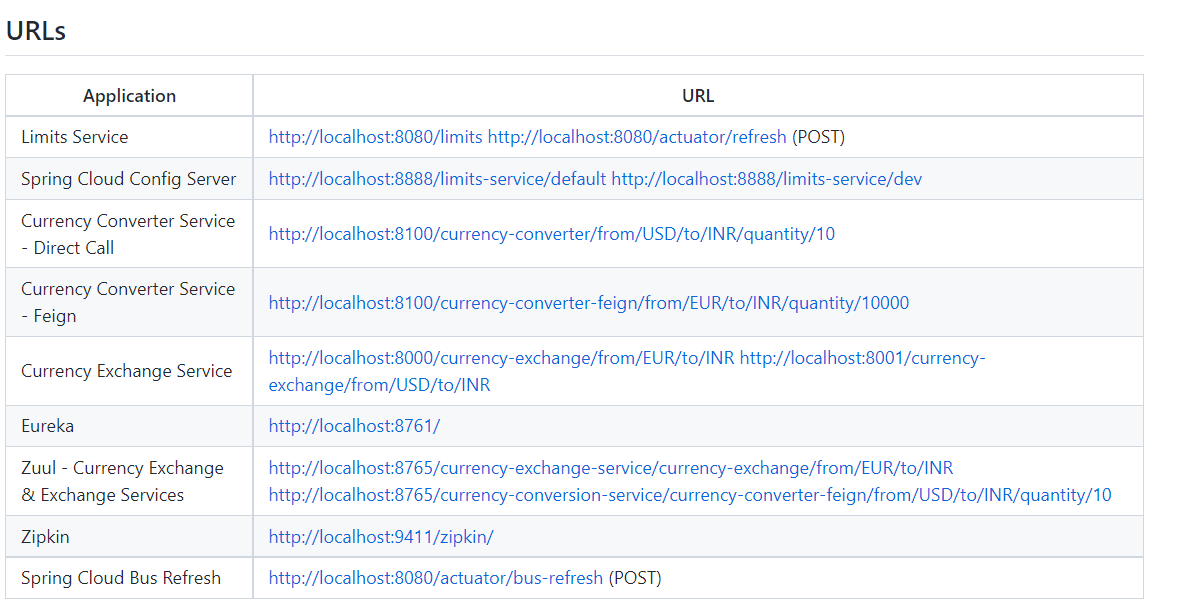 URLs
Application URL
Limits Service http://localhost:8080/limits http://localhost:8080/actuator/refresh (POST)
Spring Cloud Config Server http://localhost:8888/limits-service/default http://localhost:8888/limits-service/dev
Currency Converter Service
- Direct Call
http://localhost:8100/currency-converter/from/USD/to/INR/quantity/10
Currency Converter Service
- Feign
http://localhost:8100/currency-converter-feign/from/EUR/to/INR/quantity/10000
Currency Exchange Service
http://localhost:8000/currency-exchange/from/EUR/to/INR http://localhost:8001/currency-
exchange/from/USD/to/INR
Eureka http://localhost:8761/
Zuul - Currency Exchange
& Exchange Services
http://localhost:8765/currency-exchange-service/currency-exchange/from/EUR/to/INR
http://localhost:8765/currency-conversion-service/currency-converter-feign/from/USD/to/INR/quantity/10
Zipkin http://localhost:9411/zipkin/
Spring Cloud Bus Refresh http://localhost:8080/actuator/bus-refresh (POST)